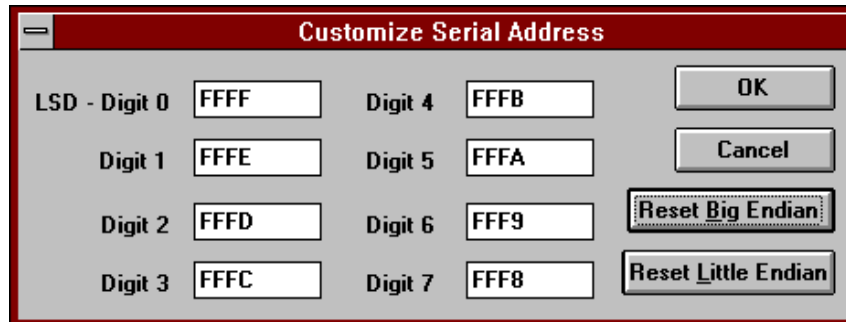 Customize Serial Address
LSD - Digit 0 FFFF Digit 4 FFFB OK
Digit 1 FFFE Digit 5 FFFA Cancel
Digit 2 FFFD Digit 6 FFF9 Reset Big Endian
Digit 3 FFFC Digit 7 FFF8 Reset Little Endian